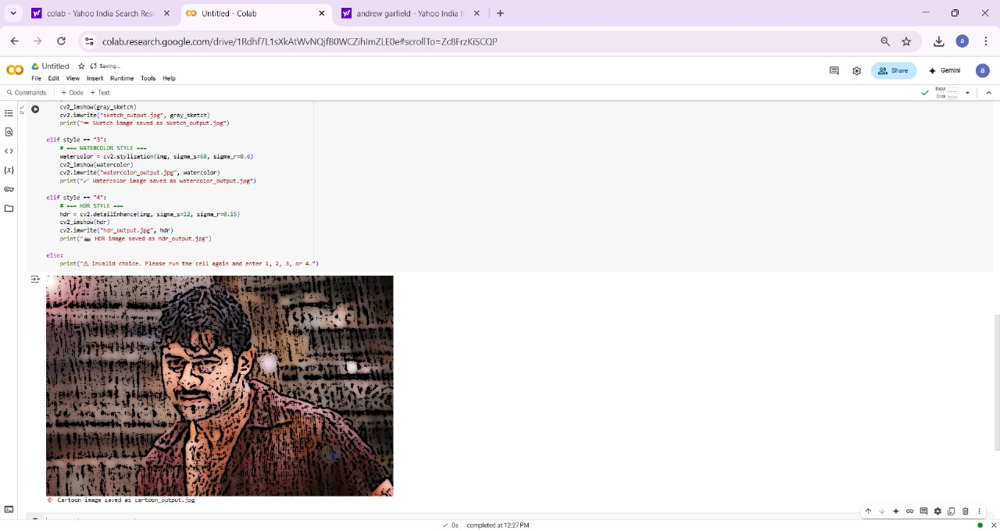 colab - Yahoo India Search Resu
Untitled - Colab
andrew garfield - Yahoo India I
colab.research.google.com/drive/1Rdhf7L1sXkAtWvNQjfB0WCZihImZLE0e#scrollTo=Zc8FrzKiSCQP
a
Untitled
Saving...
File Edit View Insert Runtime Tools Help
Share
Gemini
a
Commands + Code + Text
RAM
Disk
0s
cv2_imshow(gray_sketch)
cv2.imwrite("sketch_output.jpg", gray_sketch)
print("✏️ Sketch image saved as sketch_output.jpg")
elif style == "3":
# === WATERCOLOR STYLE ===
watercolor = cv2.stylization(img, sigma_s=60, sigma_r=0.6)
cv2_imshow(watercolor)
cv2.imwrite("watercolor_output.jpg", watercolor)
print("🖌️ Watercolor image saved as watercolor_output.jpg")
elif style == "4":
# === HDR STYLE ===
hdr = cv2.detailEnhance(img, sigma_s=12, sigma_r=0.15)
cv2_imshow(hdr)
cv2.imwrite("hdr_output.jpg", hdr)
print("📷 HDR image saved as hdr_output.jpg")
else:
print("⚠️ Invalid choice. Please run the cell again and enter 1, 2, 3, or 4.")
🎨 Cartoon image saved as cartoon_output.jpg
0s completed at 12:27 PM